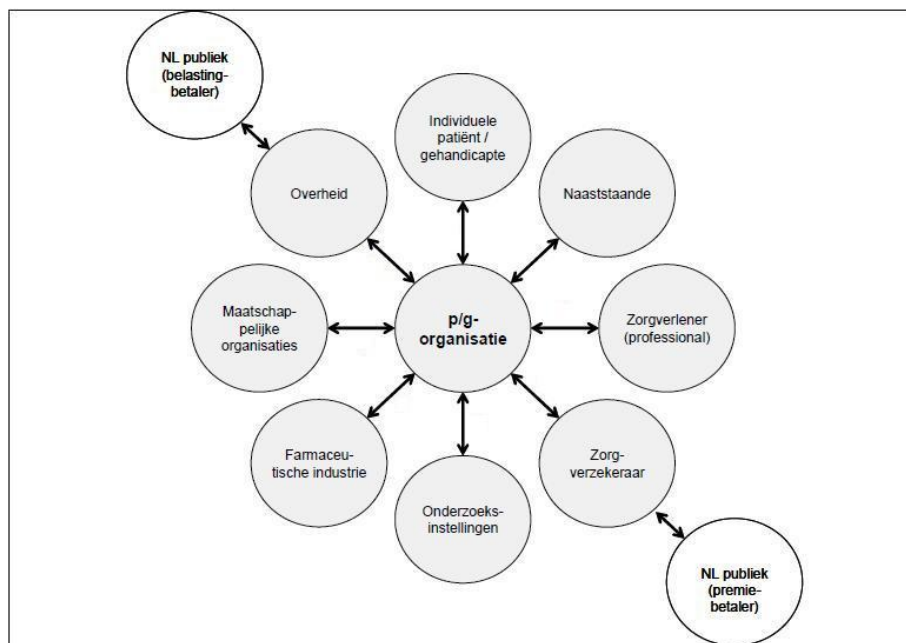 NL publiek
(belasting-
betaler)
Individuele
patiënt /
gehandicapte
Overheid
Naaststaande
Maatschap-
pelijke
organisaties
p/g-
organisatie
Zorgverlener
(professional)
Farmaceu-
tische industrie
Zorg-
verzekeraar
Onderzoeks-
instellingen
NL publiek
(premie-
betaler)